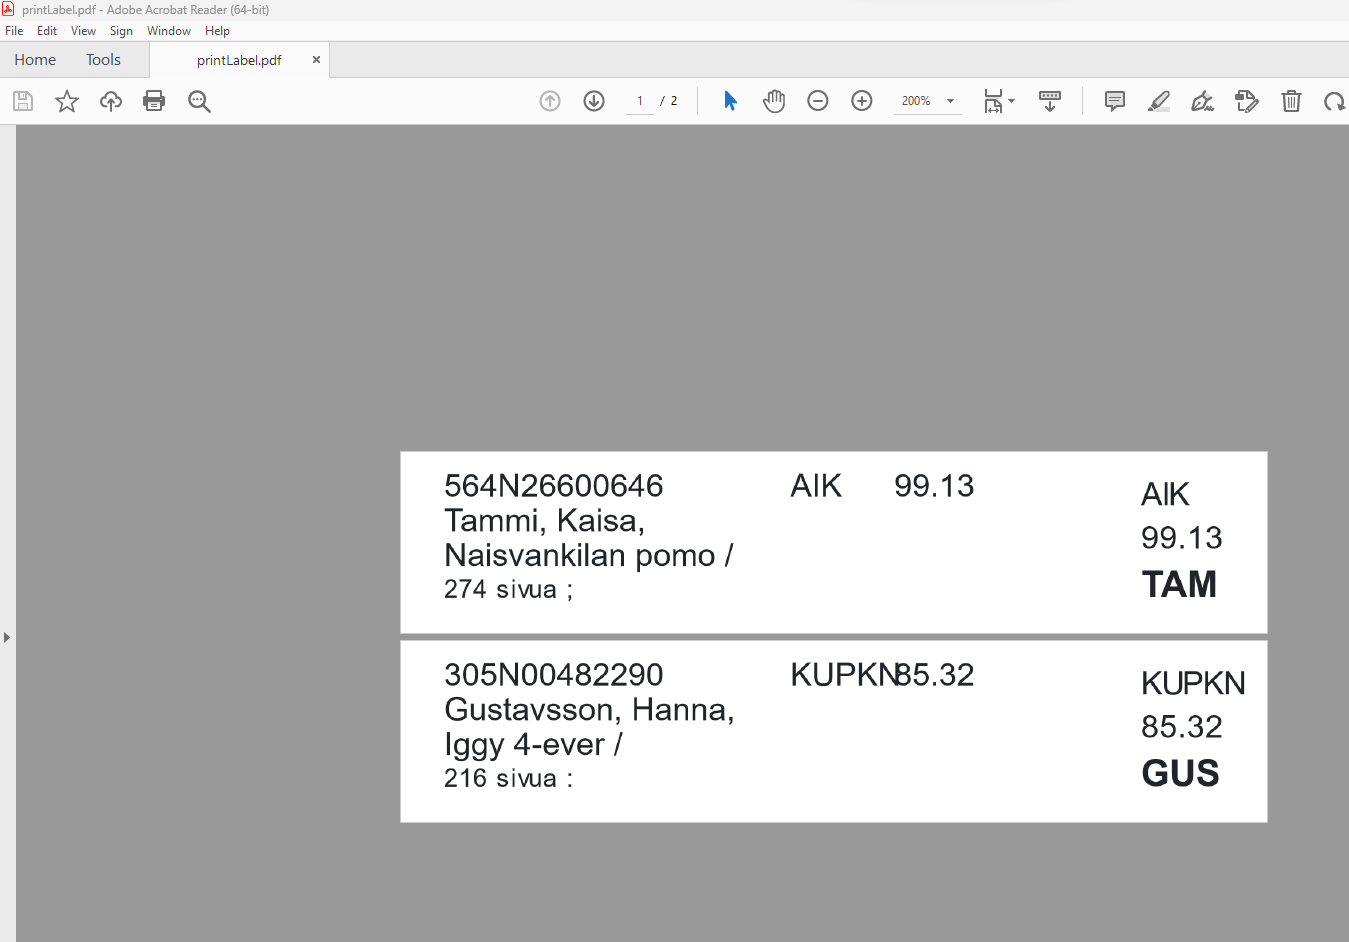 printLabel.pdf - Adobe Acrobat Reader (64-bit)
File Edit View Sign Window Help
Home Tools printLabel.pdf ×
1 / 2 200%
564N26600646 AIK 99.13
Tammi, Kaisa,
Naisvankilan pomo /
274 sivua ;
AIK
99.13
TAM
305N00482290 KUPKN 85.32
Gustavsson, Hanna,
Iggy 4-ever /
216 sivua :
KUPKN
85.32
GUS